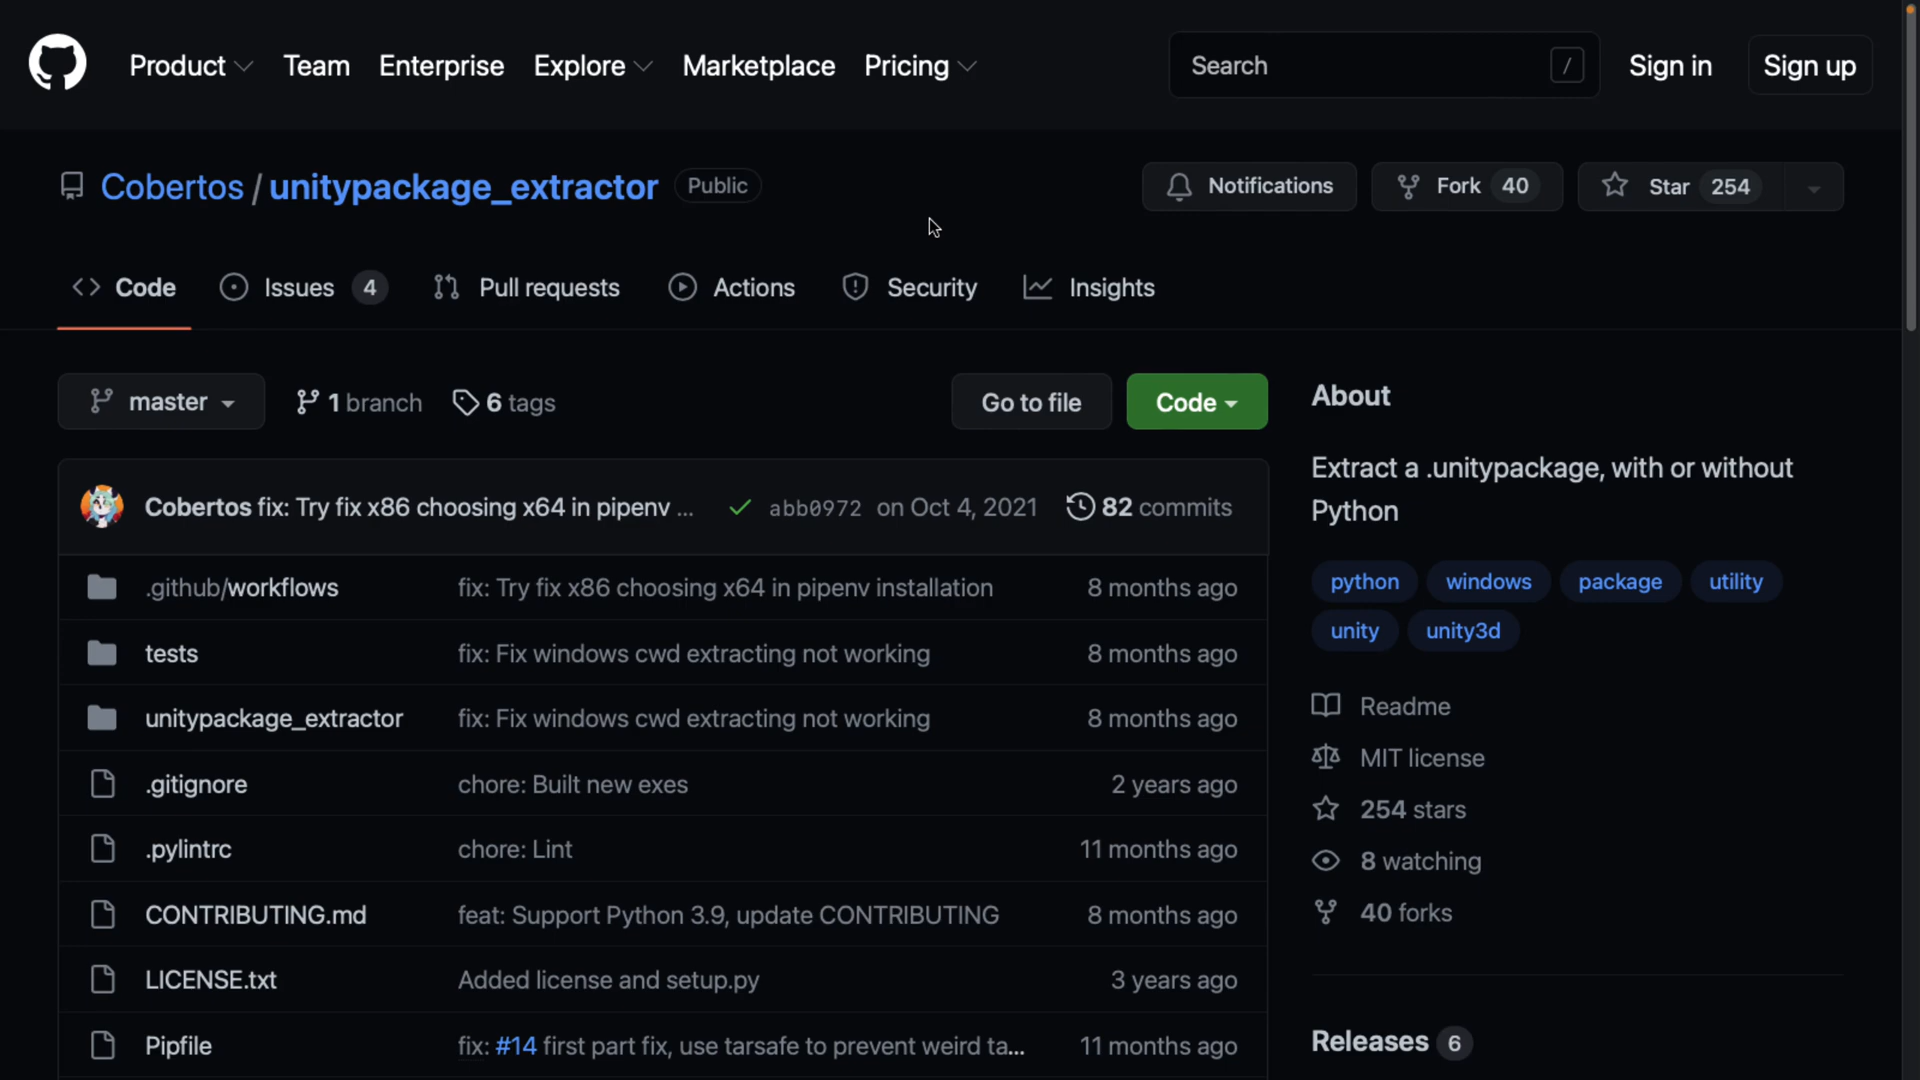 Product Team Enterprise Explore Marketplace Pricing Search / Sign in Sign up
Cobertos / unitypackage_extractor Public Notifications Fork 40 Star 254
Code Issues 4 Pull requests Actions Security Insights
master 1 branch 6 tags Go to file Code
About
Extract a .unitypackage, with or without
Python
Cobertos fix: Try fix x86 choosing x64 in pipenv ... abb0972 on Oct 4, 2021 82 commits
.github/workflows fix: Try fix x86 choosing x64 in pipenv installation 8 months ago
tests fix: Fix windows cwd extracting not working 8 months ago
unitypackage_extractor fix: Fix windows cwd extracting not working 8 months ago
.gitignore chore: Built new exes 2 years ago
.pylintrc chore: Lint 11 months ago
CONTRIBUTING.md feat: Support Python 3.9, update CONTRIBUTING 8 months ago
LICENSE.txt Added license and setup.py 3 years ago
Pipfile fix: #14 first part fix, use tarsafe to prevent weird ta... 11 months ago
python windows package utility
unity unity3d
Readme
MIT license
254 stars
8 watching
40 forks
Releases 6